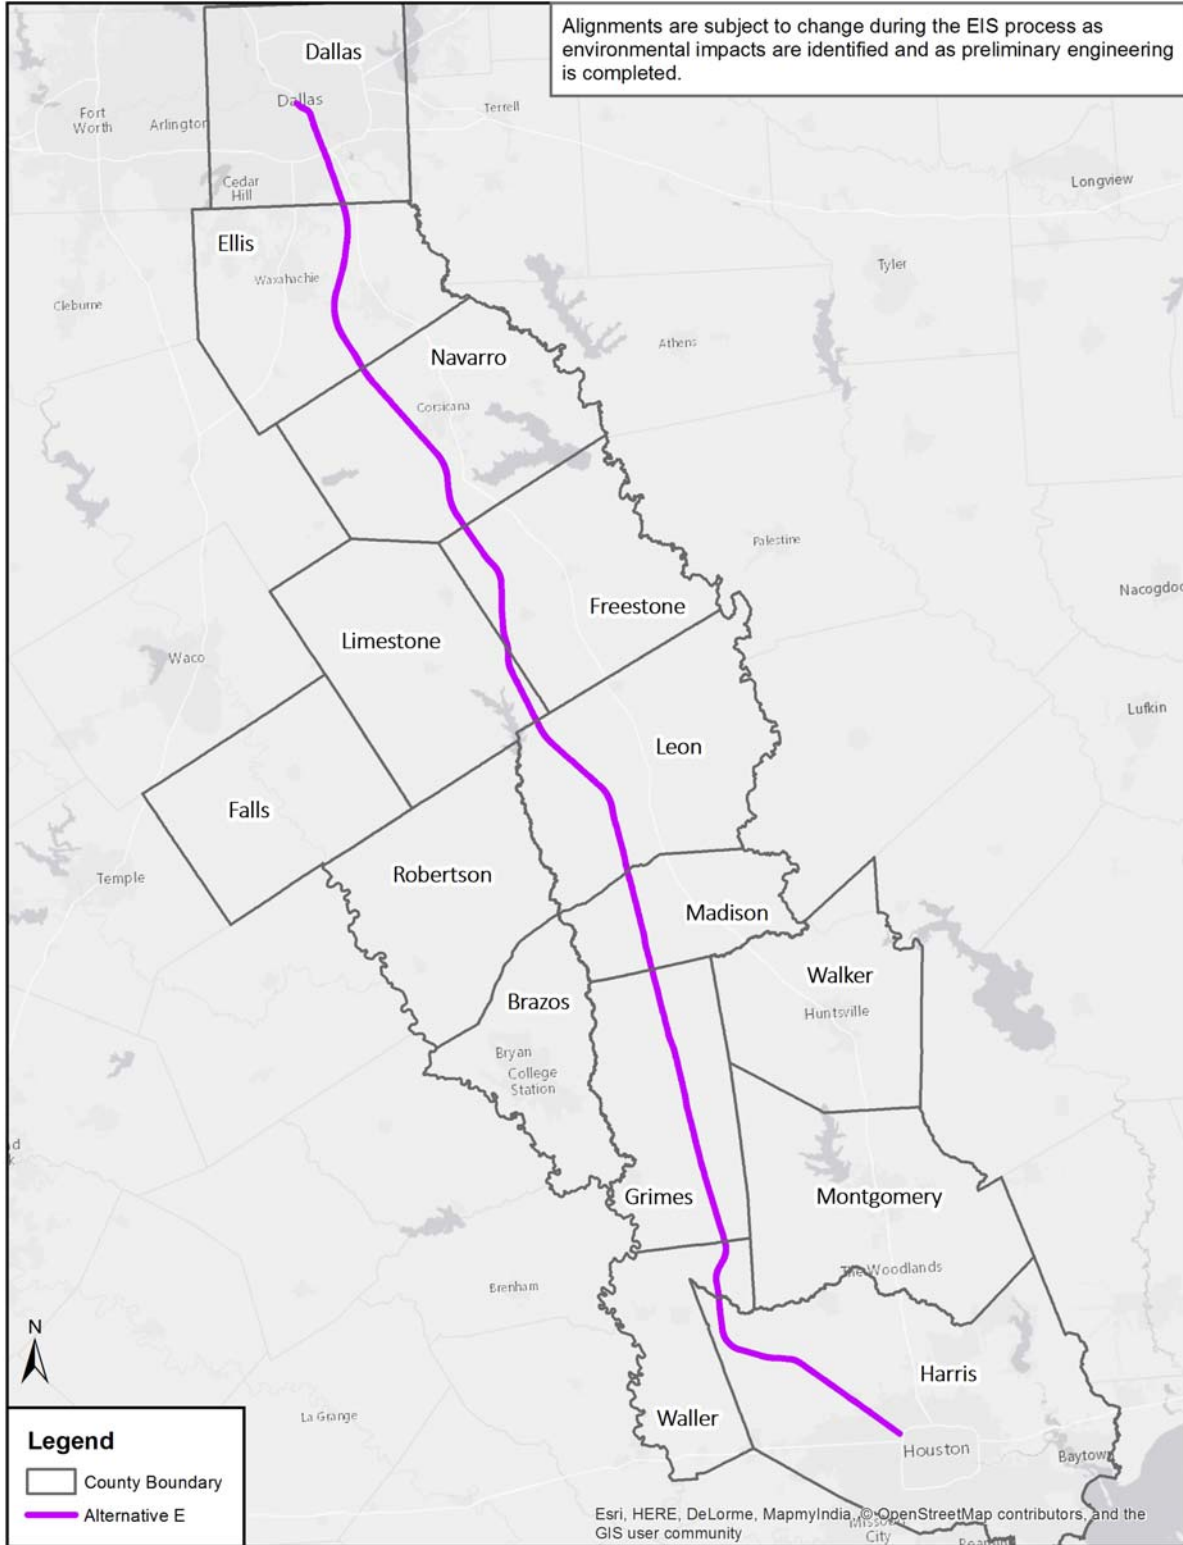 Alignments are subject to change during the EIS process as
environmental impacts are identified and as preliminary engineering
is completed.
Dallas
Dallas
Fort
Worth
Arlington
Terrell
Cedar
Hill
Longview
Ellis
Waxahachie
Tyler
Cleburne
Athens
Navarro
Corsicana
Palestine
Nacogdoc
Freestone
Limestone
Waco
Lufkin
Leon
Falls
Temple
Robertson
Madison
Walker
Huntsville
Brazos
Bryan
College
Station
Grimes
Montgomery
The Woodlands
Brenham
N
Harris
La Grange
Waller
Houston
Baytown
Legend
County Boundary
Alternative E
Esri, HERE, DeLorme, MapmyIndia, © OpenStreetMap contributors, and the
GIS user community
City